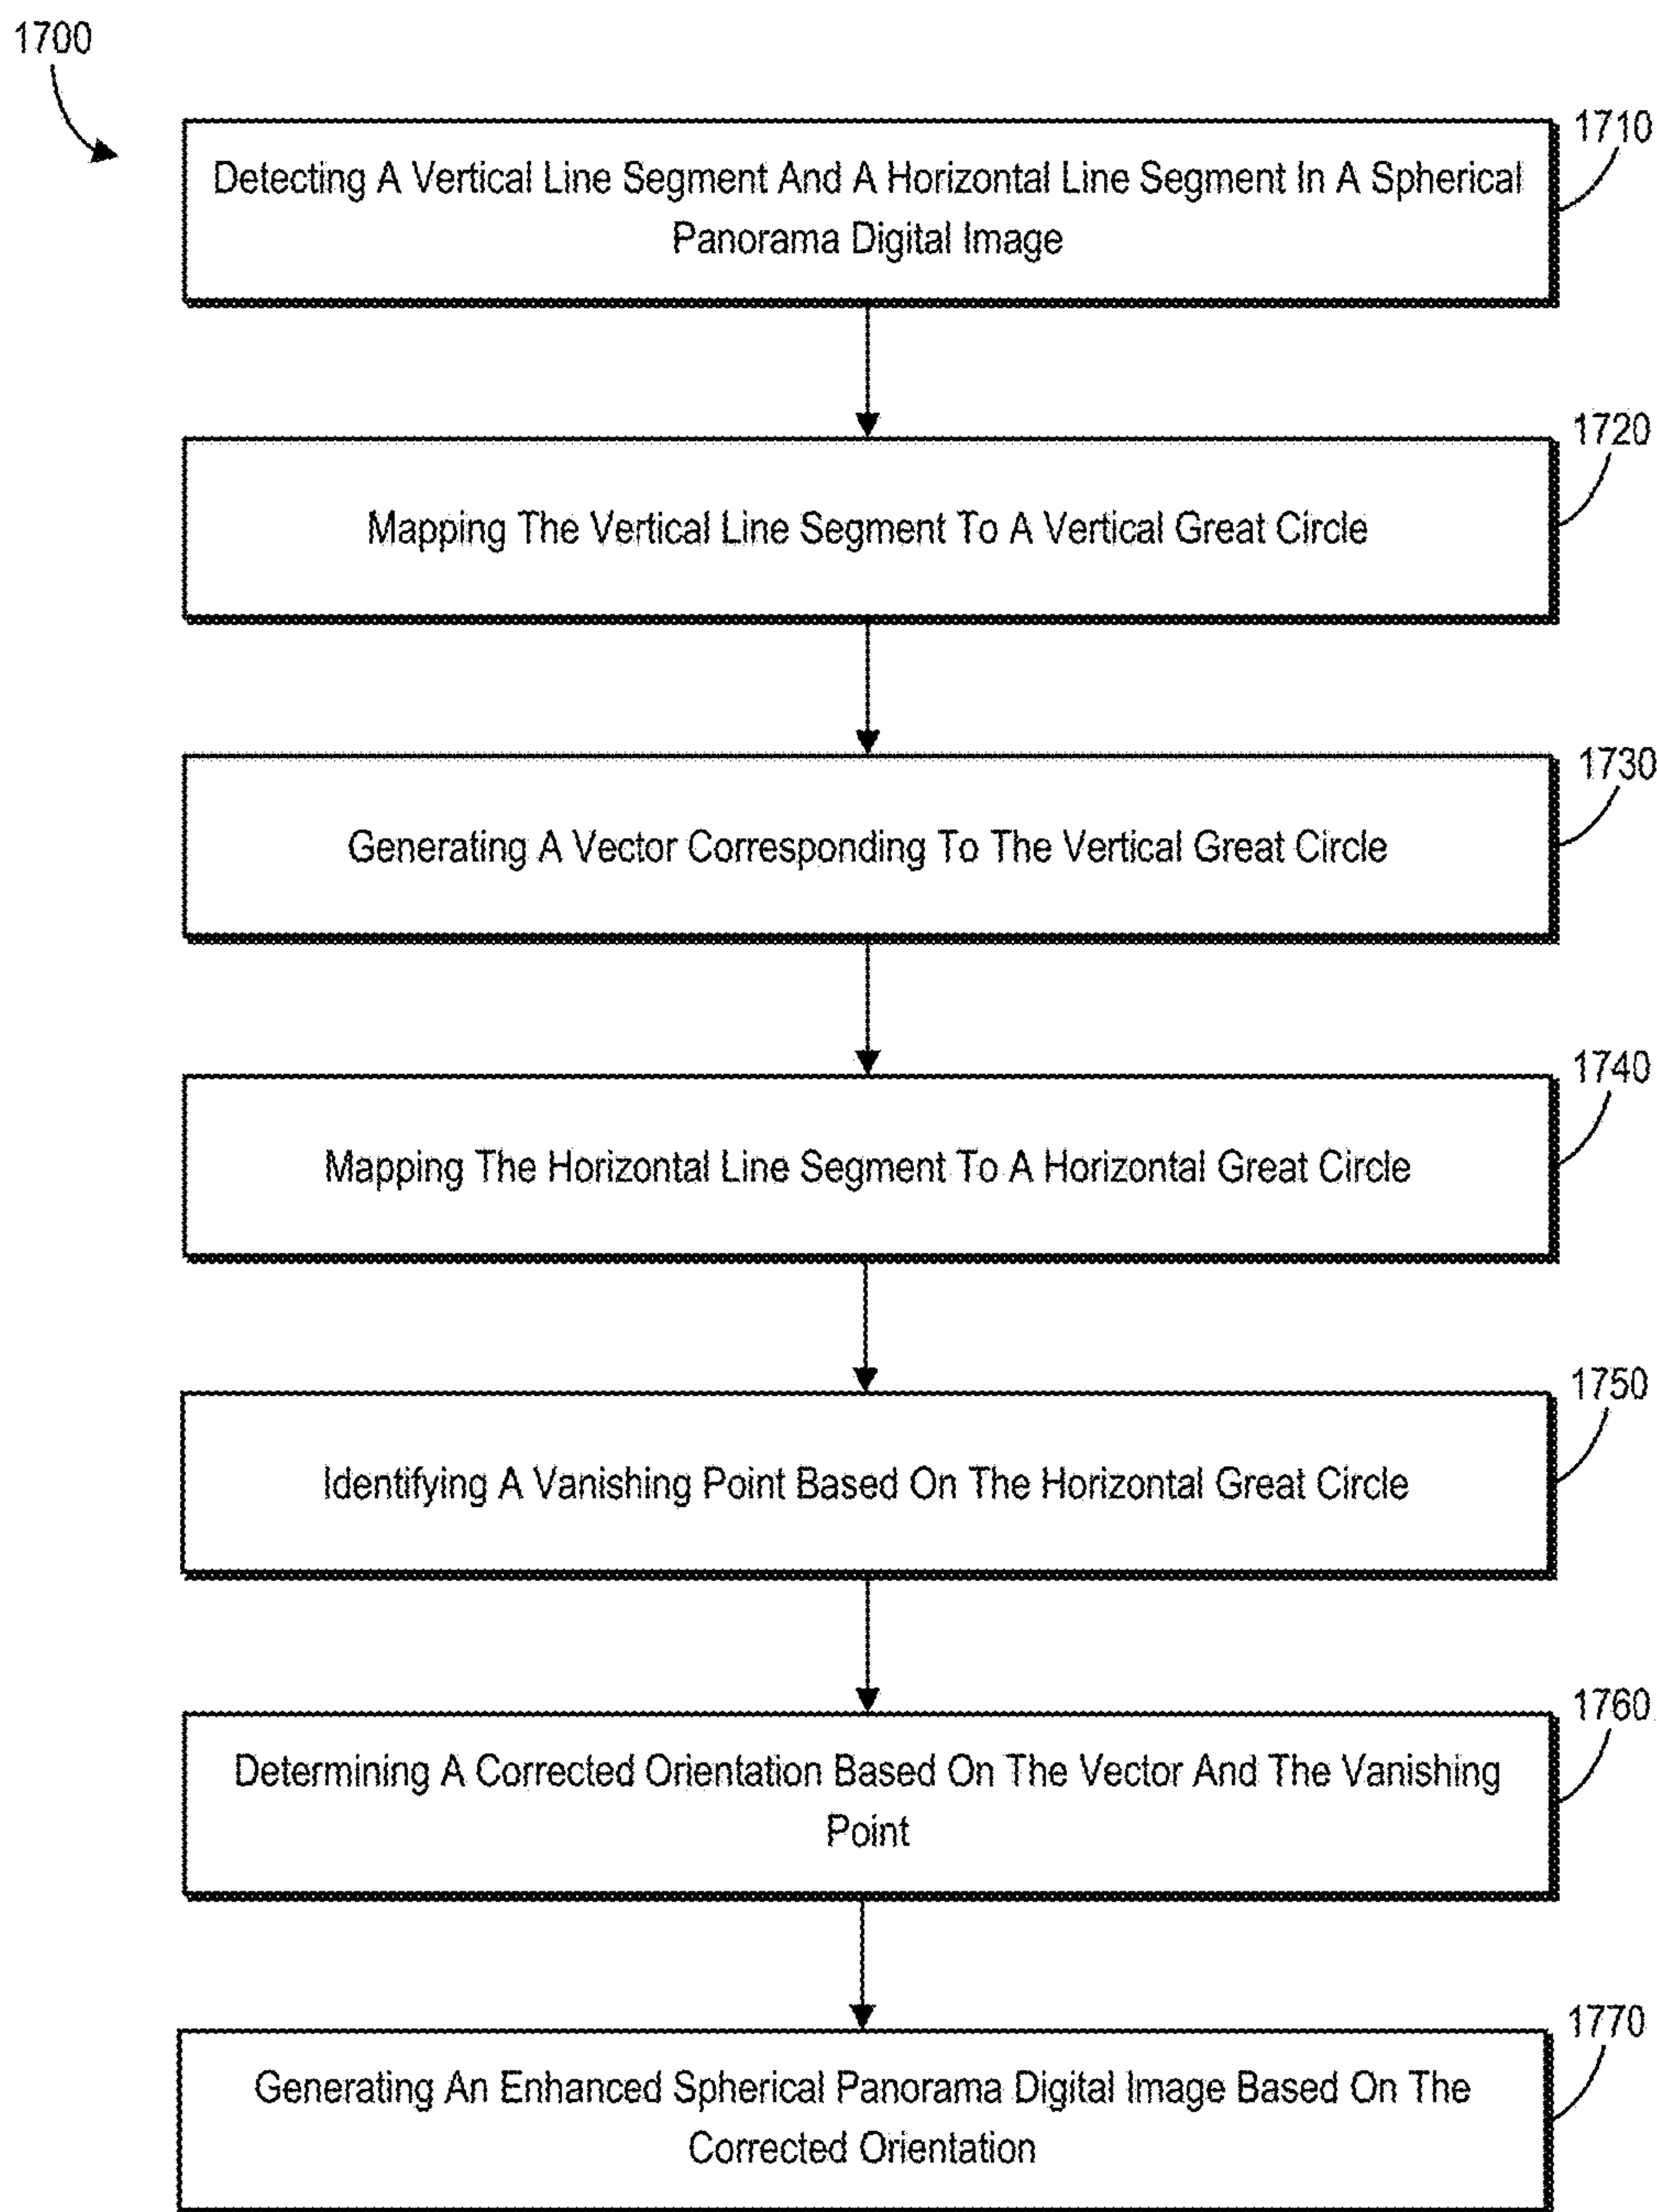 1700
1710
Detecting A Vertical Line Segment And A Horizontal Line Segment In A Spherical
Panorama Digital Image
1720
Mapping The Vertical Line Segment To A Vertical Great Circle
1730
Generating A Vector Corresponding To The Vertical Great Circle
1740
Mapping The Horizontal Line Segment To A Horizontal Great Circle
1750
Identifying A Vanishing Point Based On The Horizontal Great Circle
1760
Determining A Corrected Orientation Based On The Vector And The Vanishing
Point
1770
Generating An Enhanced Spherical Panorama Digital Image Based On The
Corrected Orientation